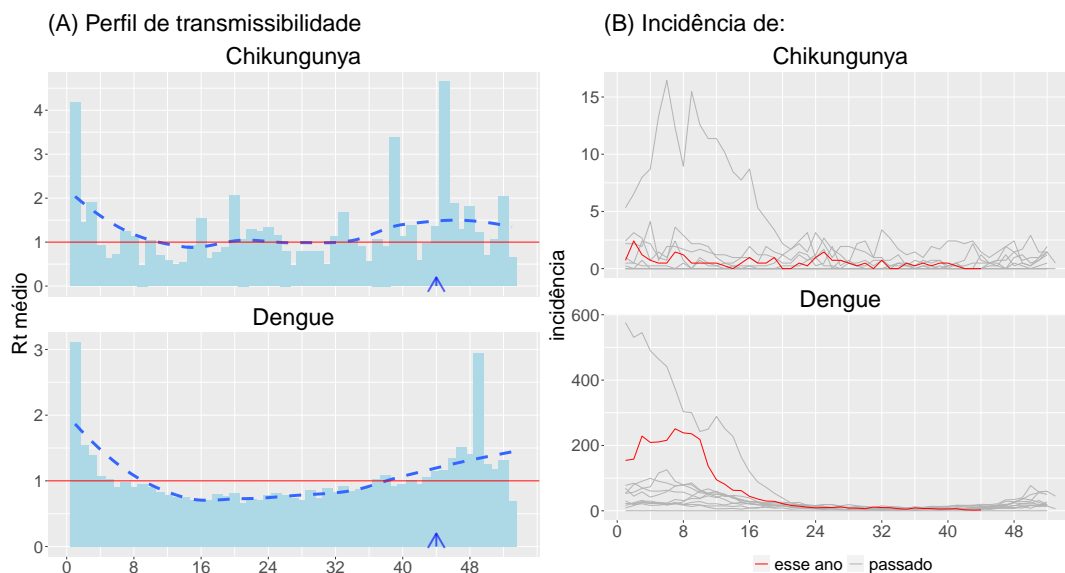 (A) Perfil de transmissibilidade
Chikungunya
4
3
2
1
0
Dengue
3
2
1
0
0 8 16 24 32 40 48
Rt médio
(B) Incidência de:
Chikungunya
15
10
5
0
Dengue
600
400
200
0
0 8 16 24 32 40 48
incidência
esse ano passado